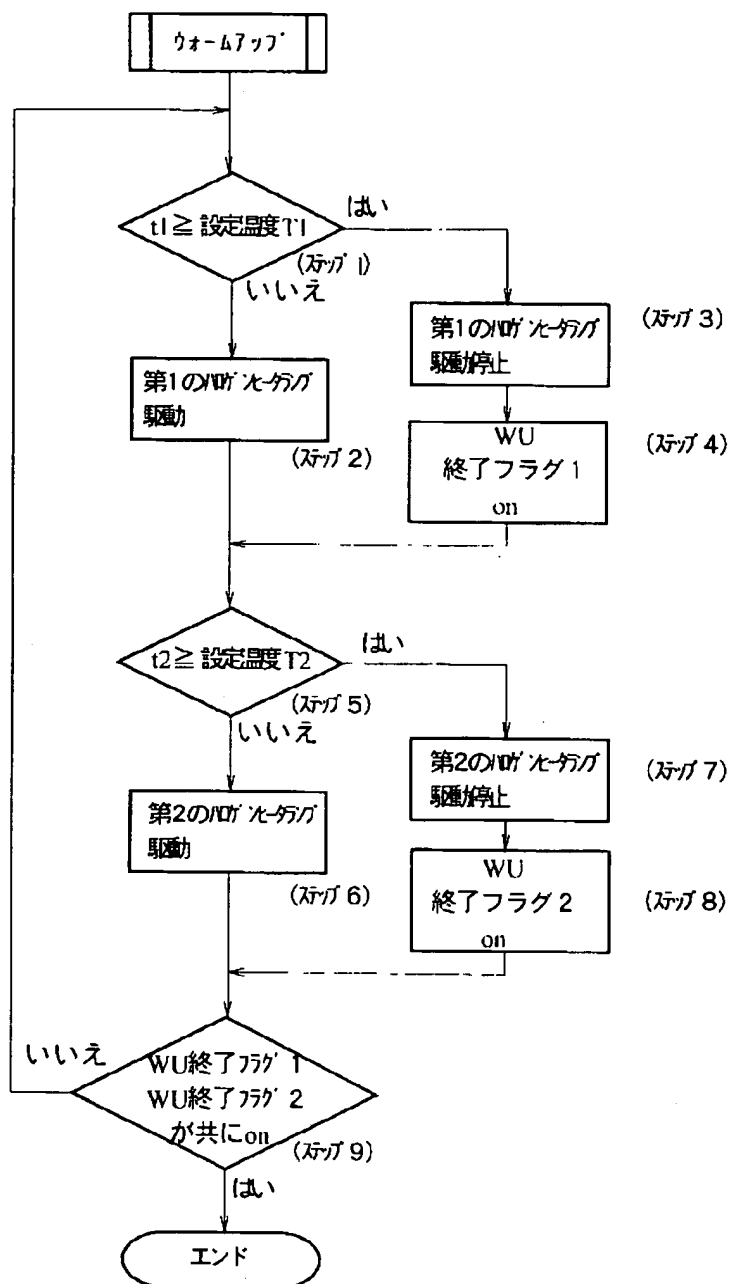 ウォームアップ
t1≧設定温度T1
はい
(ステップ 1)
いいえ
第1のハロゲンヒータランプ
駆動
(ステップ 2)
第1のハロゲンヒータランプ
駆動停止
(ステップ 3)
WU
終了フラグ1
on
(ステップ 4)
t2≧設定温度T2
はい
(ステップ 5)
いいえ
第2のハロゲンヒータランプ
駆動
(ステップ 6)
第2のハロゲンヒータランプ
駆動停止
(ステップ 7)
WU
終了フラグ2
on
(ステップ 8)
いいえ
WU終了フラグ1
WU終了フラグ2
が共にon
(ステップ 9)
はい
エンド